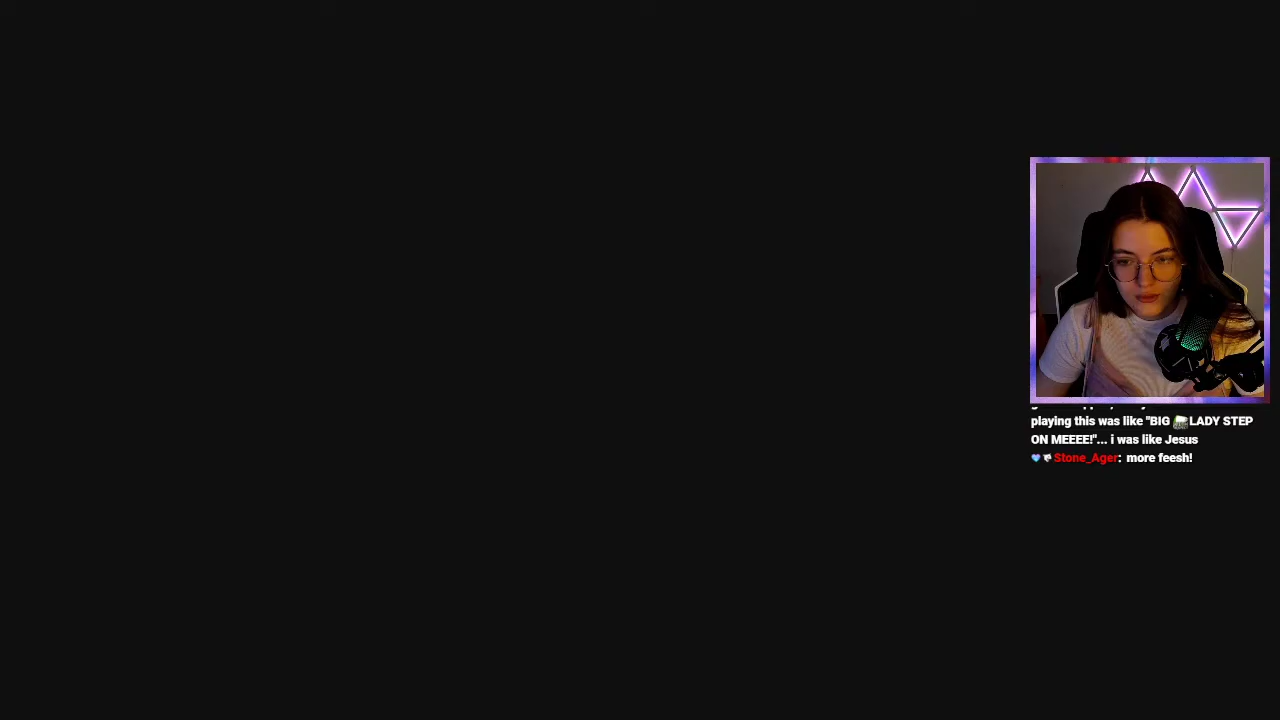 playing this was like "BIG LADY STEP
ON MEEEE!"... i was like Jesus
Stone_Ager: more feesh!